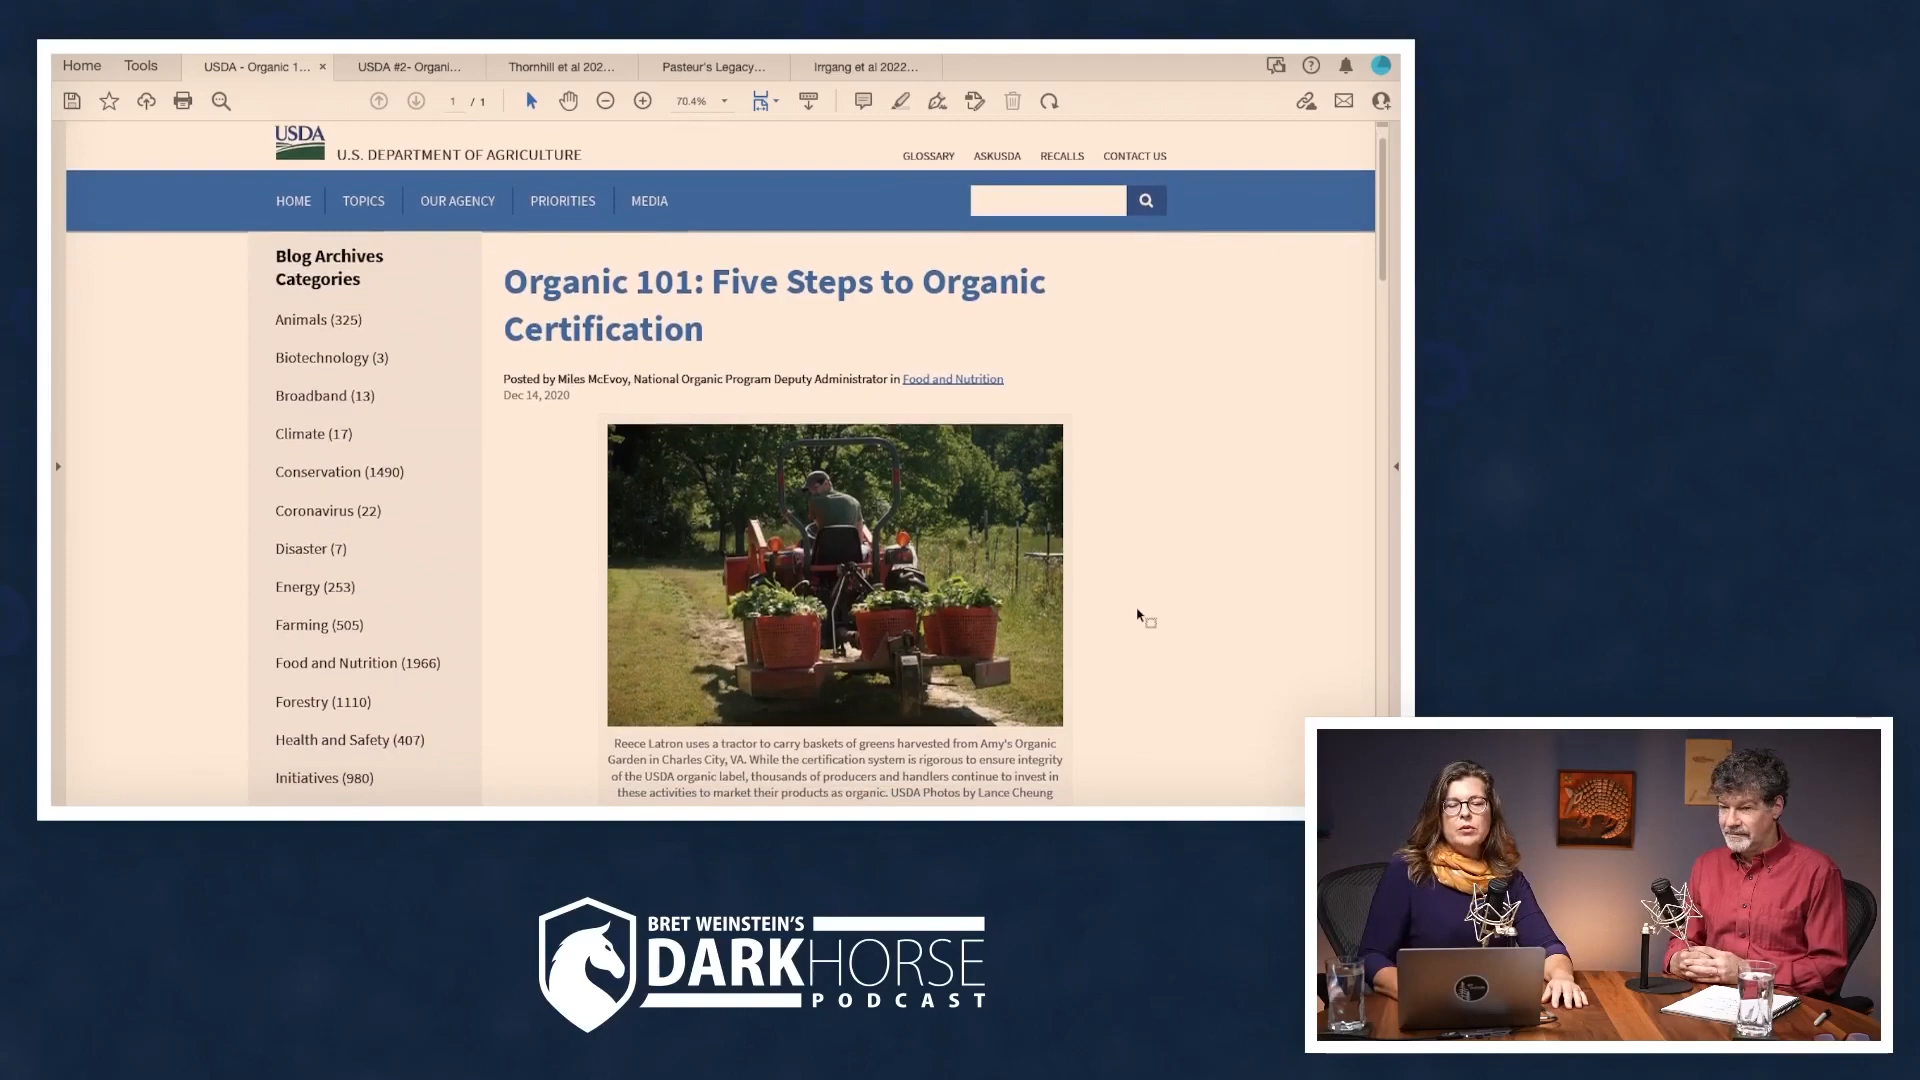 Home Tools USDA - Organic 1... × USDA #2- Organi... Thornhill et al 202... Pasteur's Legacy... Irrgang et al 2022...
1 / 1 70.4%
USDA
U.S. DEPARTMENT OF AGRICULTURE
GLOSSARY ASKUSDA RECALLS CONTACT US
HOME TOPICS OUR AGENCY PRIORITIES MEDIA
Blog Archives
Categories
Animals (325)
Biotechnology (3)
Broadband (13)
Climate (17)
Conservation (1490)
Coronavirus (22)
Disaster (7)
Energy (253)
Farming (505)
Food and Nutrition (1966)
Forestry (1110)
Health and Safety (407)
Initiatives (980)
Organic 101: Five Steps to Organic
Certification
Posted by Miles McEvoy, National Organic Program Deputy Administrator in Food and Nutrition
Dec 14, 2020
Reece Latron uses a tractor to carry baskets of greens harvested from Amy's Organic
Garden in Charles City, VA. While the certification system is rigorous to ensure integrity
of the USDA organic label, thousands of producers and handlers continue to invest in
these activities to market their products as organic. USDA Photos by Lance Cheung
BRET WEINSTEIN'S
DARKHORSE
PODCAST